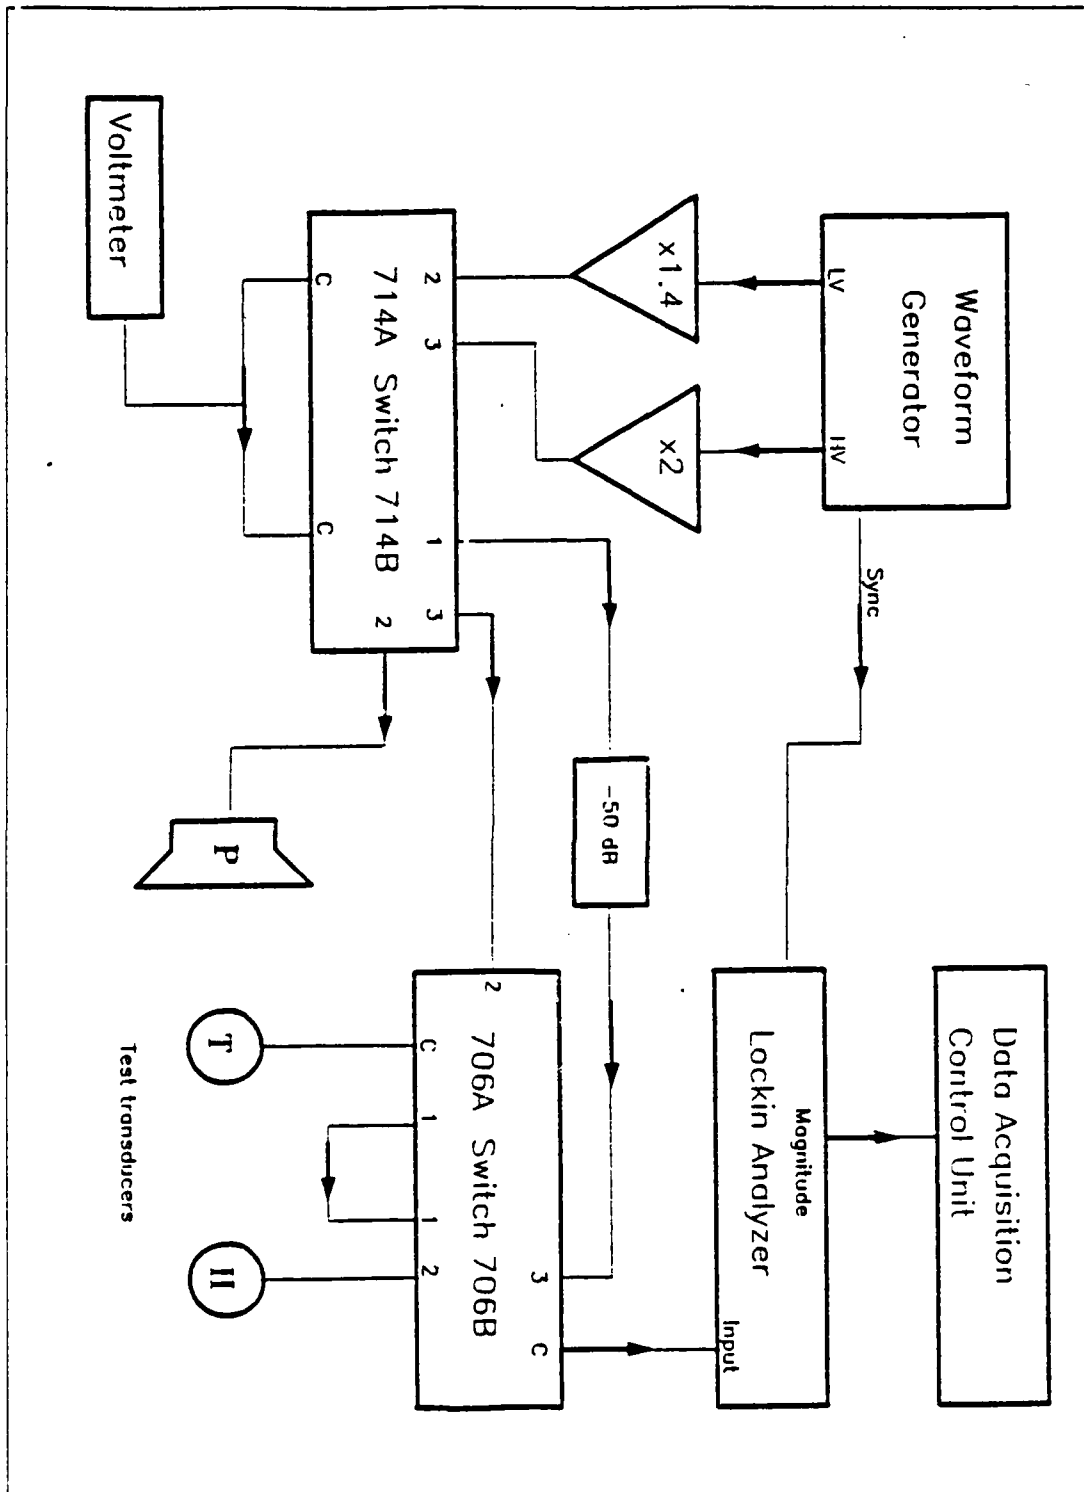 Waveform
Generator
LV
HV
Sync
x1.4
x2
2
3
1
3
714A Switch 714B
C
C
2
Voltmeter
-50 dB
P
Data Acquisition
Control Unit
Magnitude
Lockin Analyzer
Input
2
3
C
706A Switch 706B
C
1
1
2
T
H
Test transducers